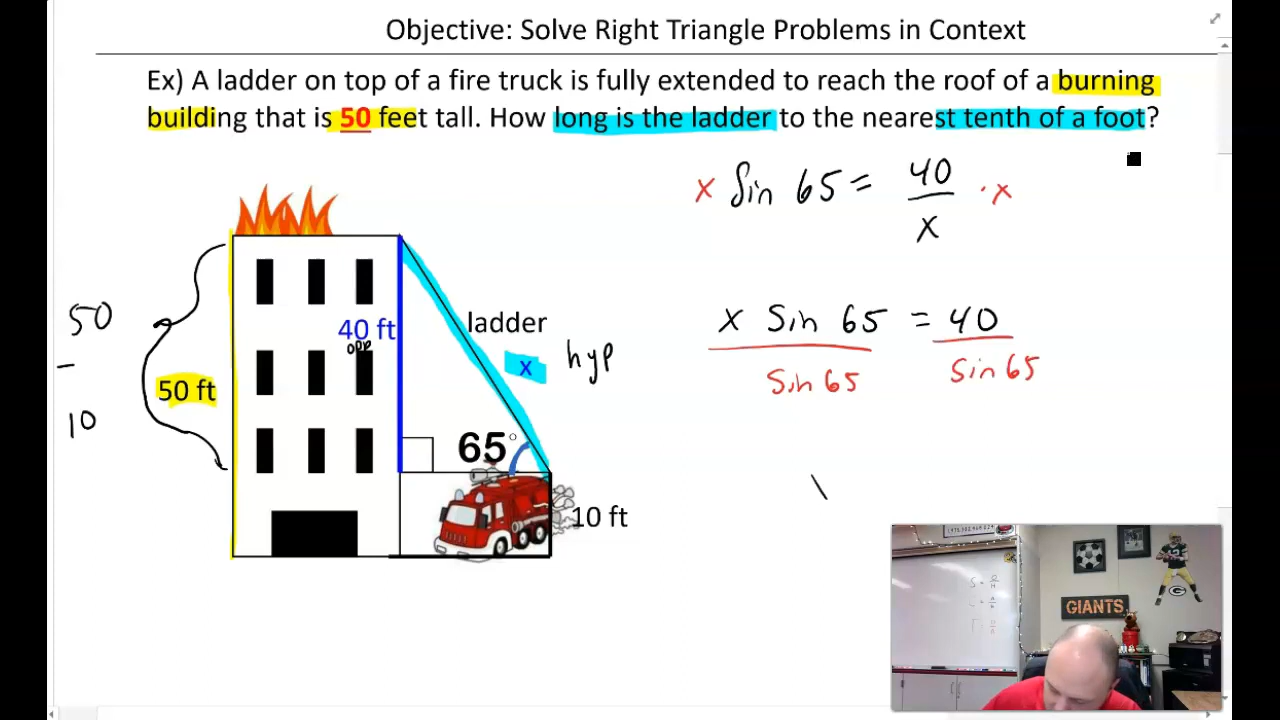 Objective: Solve Right Triangle Problems in Context
Ex) A ladder on top of a fire truck is fully extended to reach the roof of a burning
building that is 50 feet tall. How long is the ladder to the nearest tenth of a foot?
x Sin 65 = 40/x · x
x Sin 65 = 40
Sin 65 Sin 65
50
-
10
50 ft
40 ft
opp
ladder
x
hyp
65°
10 ft
GIANTS
G